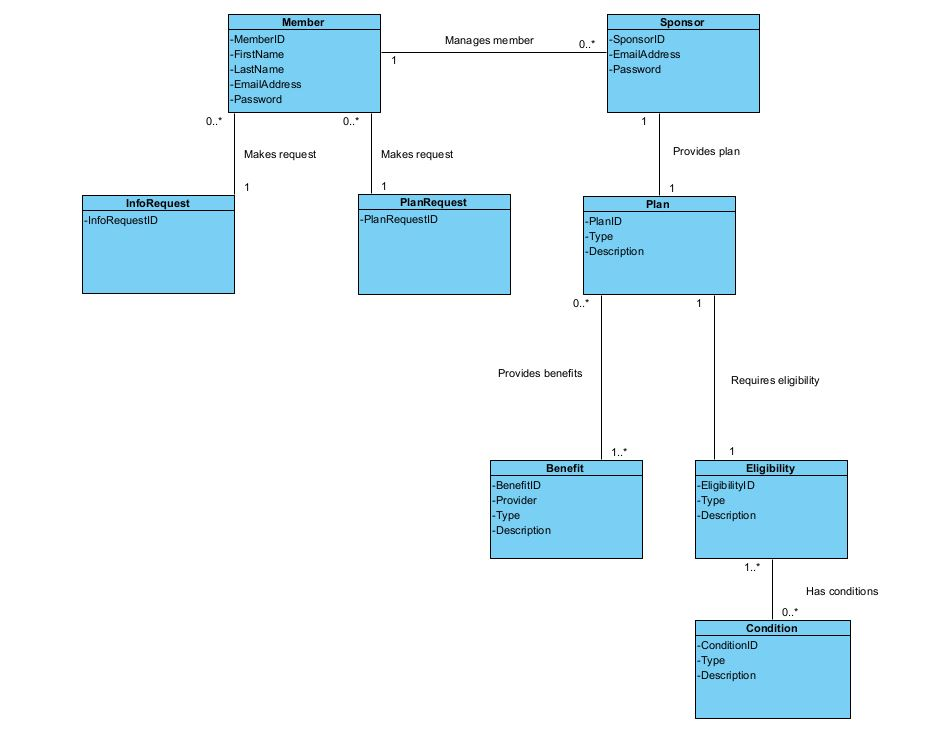 Member
-MemberID
-FirstName
-LastName
-EmailAddress
-Password
Manages member
1
0..*
Sponsor
-SponsorID
-EmailAddress
-Password
0..*
0..*
Makes request
Makes request
1
1
1
Provides plan
1
InfoRequest
-InfoRequestID
PlanRequest
-PlanRequestID
Plan
-PlanID
-Type
-Description
0..*
1
Provides benefits
Requires eligibility
1..*
1
Benefit
-BenefitID
-Provider
-Type
-Description
Eligibility
-EligibilityID
-Type
-Description
1..*
Has conditions
0..*
Condition
-ConditionID
-Type
-Description